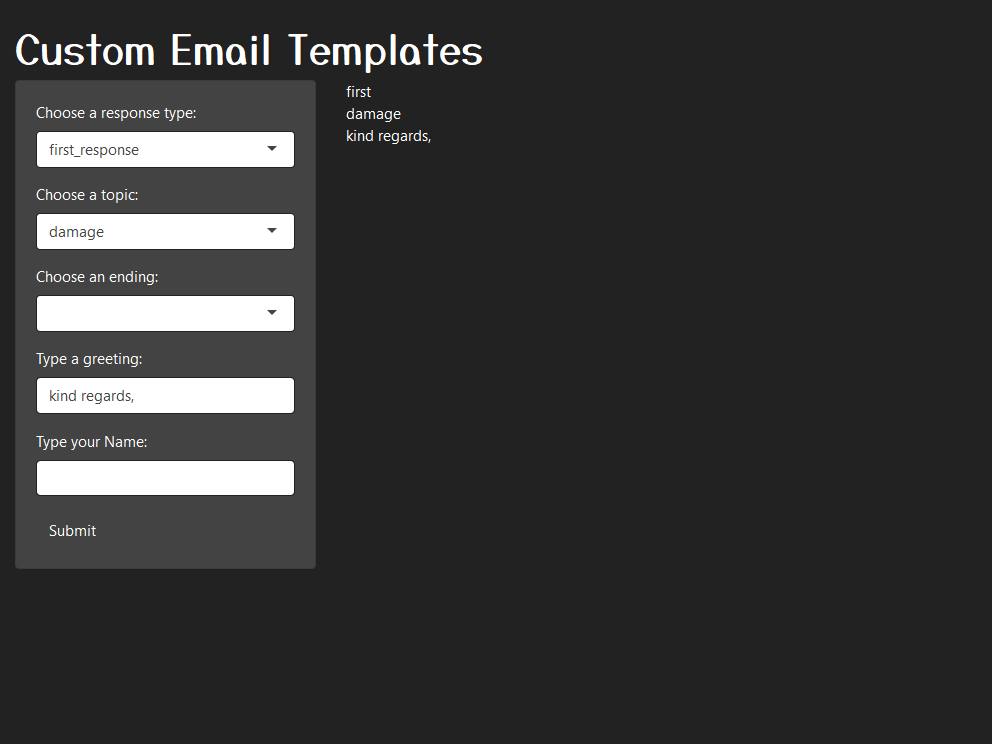 Custom Email Templates
Choose a response type:
first_response
Choose a topic:
damage
Choose an ending:
Type a greeting:
kind regards,
Type your Name:
Submit
first
damage
kind regards,